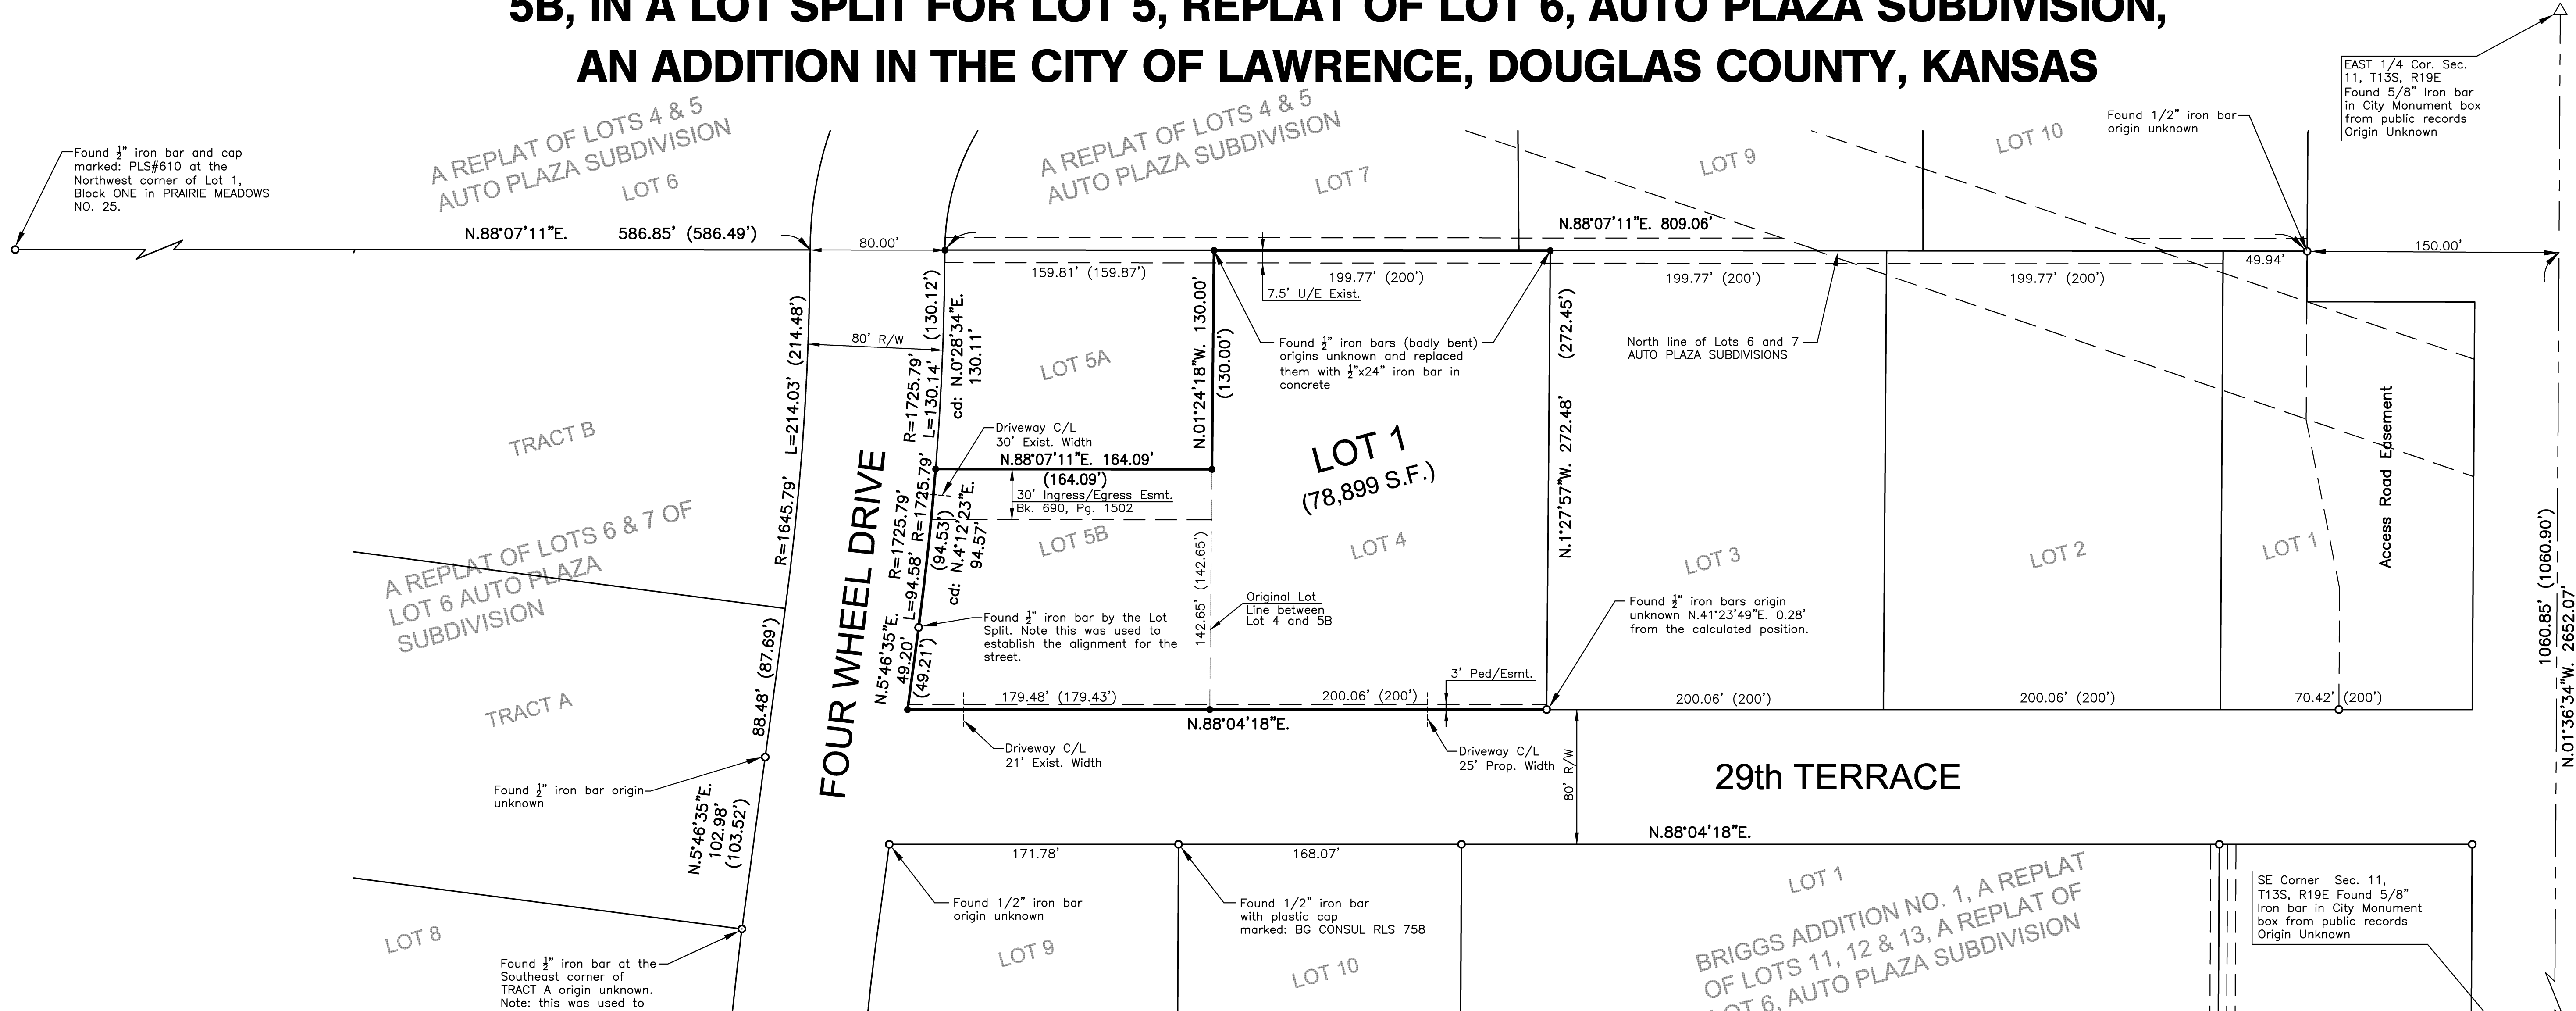 5B, IN A LOT SPLIT FOR LOT 5, REPLAT OF LOT 6, AUTO PLAZA SUBDIVISION,
AN ADDITION IN THE CITY OF LAWRENCE, DOUGLAS COUNTY, KANSAS
EAST 1/4 Cor. Sec.
11, T13S, R19E
Found 5/8" Iron bar
in City Monument box
from public records
Origin Unknown
Found 1/2" iron bar
origin unknown
Found ½" iron bar and cap
marked: PLS#610 at the
Northwest corner of Lot 1,
Block ONE in PRAIRIE MEADOWS
NO. 25.
A REPLAT OF LOTS 4 & 5
AUTO PLAZA SUBDIVISION
LOT 6
A REPLAT OF LOTS 4 & 5
AUTO PLAZA SUBDIVISION
LOT 7
LOT 9
LOT 10
N.88°07'11"E. 586.85' (586.49')
80.00'
N.88°07'11"E. 809.06'
150.00'
159.81' (159.87')
199.77' (200')
199.77' (200')
199.77' (200')
49.94'
7.5' U/E Exist.
80' R/W
R=1645.79' L=214.03' (214.48')
R=1725.79'
L=130.14' (130.12')
cd: N.0°28'34"E.
130.11'
LOT 5A
N.01°24'18"W. 130.00'
(130.00')
Found ½" iron bars (badly bent)
origins unknown and replaced
them with ½"x24" iron bar in
concrete
N.1°27'57"W. 272.48' (272.45')
North line of Lots 6 and 7
AUTO PLAZA SUBDIVISIONS
Access Road Easement
TRACT B
Driveway C/L
30' Exist. Width
N.88°07'11"E. 164.09'
(164.09')
30' Ingress/Egress Esmt.
Bk. 690, Pg. 1502
LOT 1
(78,899 S.F.)
FOUR WHEEL DRIVE
R=1725.79'
L=94.58' R=1725.79'
(94.53')
cd: N.4°12'23"E.
94.57'
LOT 5B
142.65' (142.65')
LOT 4
LOT 3
LOT 2
LOT 1
A REPLAT OF LOTS 6 & 7 OF
LOT 6 AUTO PLAZA
SUBDIVISION
Original Lot
Line between
Lot 4 and 5B
Found ½" iron bar by the Lot
Split. Note this was used to
establish the alignment for the
street.
Found ½" iron bars origin
unknown N.41°23'49"E. 0.28'
from the calculated position.
1060.85' (1060.90')
N.01°36'34"W. 2652.07'
88.48' (87.69')
N.5°46'35"E.
49.20'
(49.21')
TRACT A
3' Ped/Esmt.
179.48' (179.43')
200.06' (200')
200.06' (200')
200.06' (200')
70.42' (200')
N.88°04'18"E.
Driveway C/L
21' Exist. Width
Driveway C/L
25' Prop. Width
80' R/W
29th TERRACE
Found ½" iron bar origin
unknown
N.5°46'35"E.
102.98'
(103.52')
N.88°04'18"E.
171.78'
168.07'
Found 1/2" iron bar
origin unknown
Found 1/2" iron bar
with plastic cap
marked: BG CONSUL RLS 758
LOT 8
LOT 9
LOT 10
LOT 1
BRIGGS ADDITION NO. 1, A REPLAT
OF LOTS 11, 12 & 13, A REPLAT OF
LOT 6, AUTO PLAZA SUBDIVISION
SE Corner Sec. 11,
T13S, R19E Found 5/8"
Iron bar in City Monument
box from public records
Origin Unknown
Found ½" iron bar at the
Southeast corner of
TRACT A origin unknown.
Note: this was used to